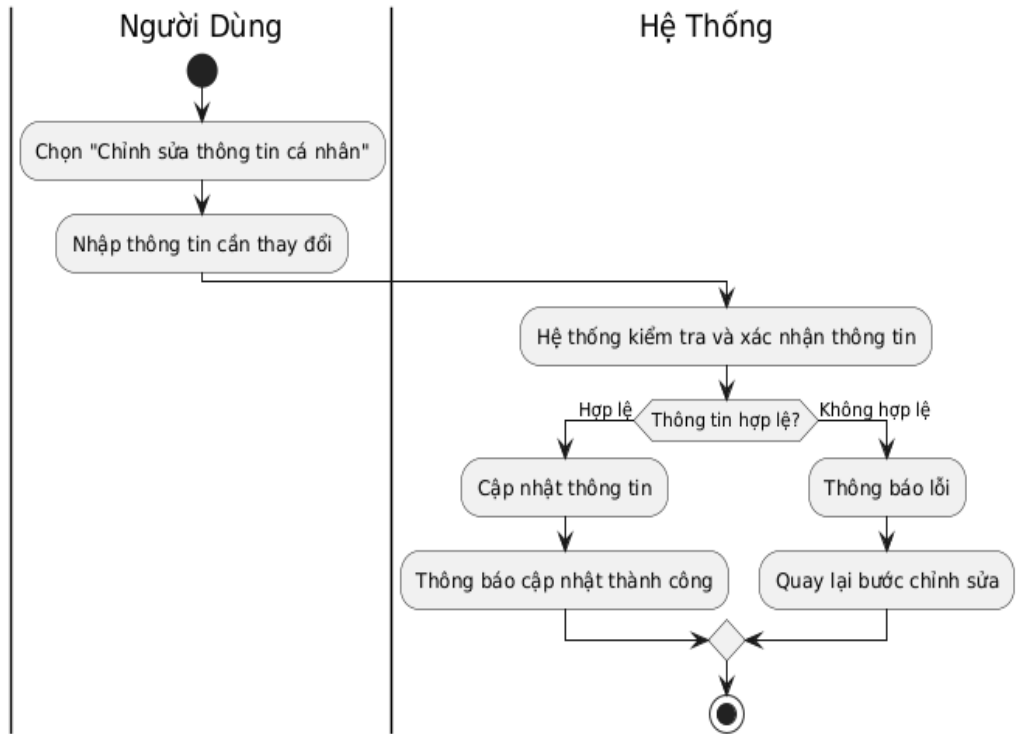 Người Dùng
Hệ Thống
Chọn "Chỉnh sửa thông tin cá nhân"
Nhập thông tin cần thay đổi
Hệ thống kiểm tra và xác nhận thông tin
Hợp lệ
Thông tin hợp lệ?
Không hợp lệ
Cập nhật thông tin
Thông báo lỗi
Thông báo cập nhật thành công
Quay lại bước chỉnh sửa